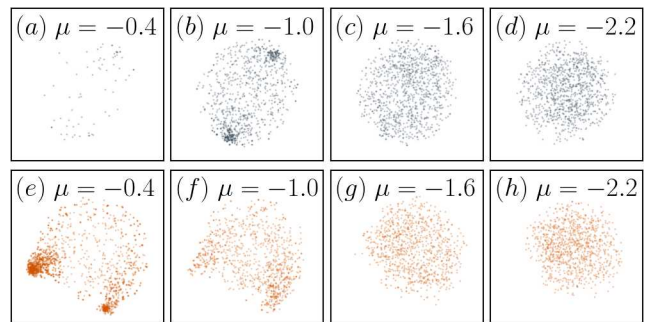 (a) μ = −0.4 (b) μ = −1.0 (c) μ = −1.6 (d) μ = −2.2
(e) μ = −0.4 (f) μ = −1.0 (g) μ = −1.6 (h) μ = −2.2